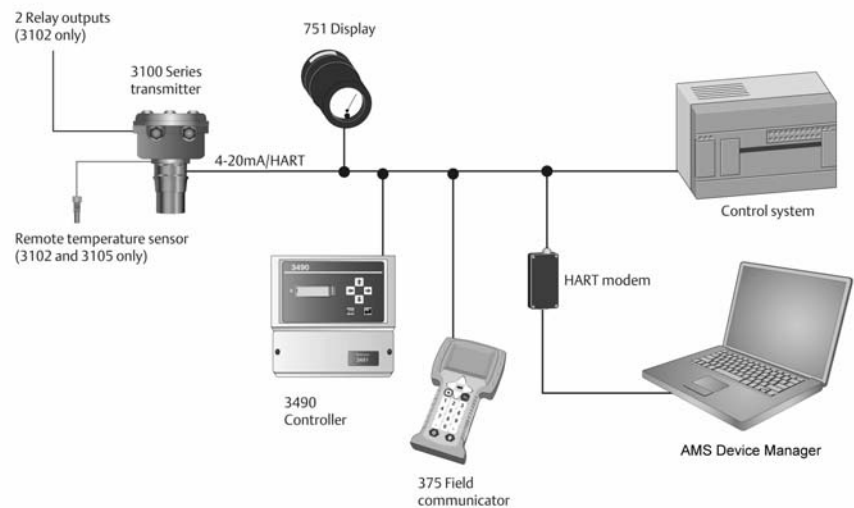 2 Relay outputs
(3102 only)
751 Display
3100 Series
transmitter
4-20mA/HART
Remote temperature sensor
(3102 and 3105 only)
Control system
3490
HART modem
3490
Controller
375 Field
communicator
AMS Device Manager